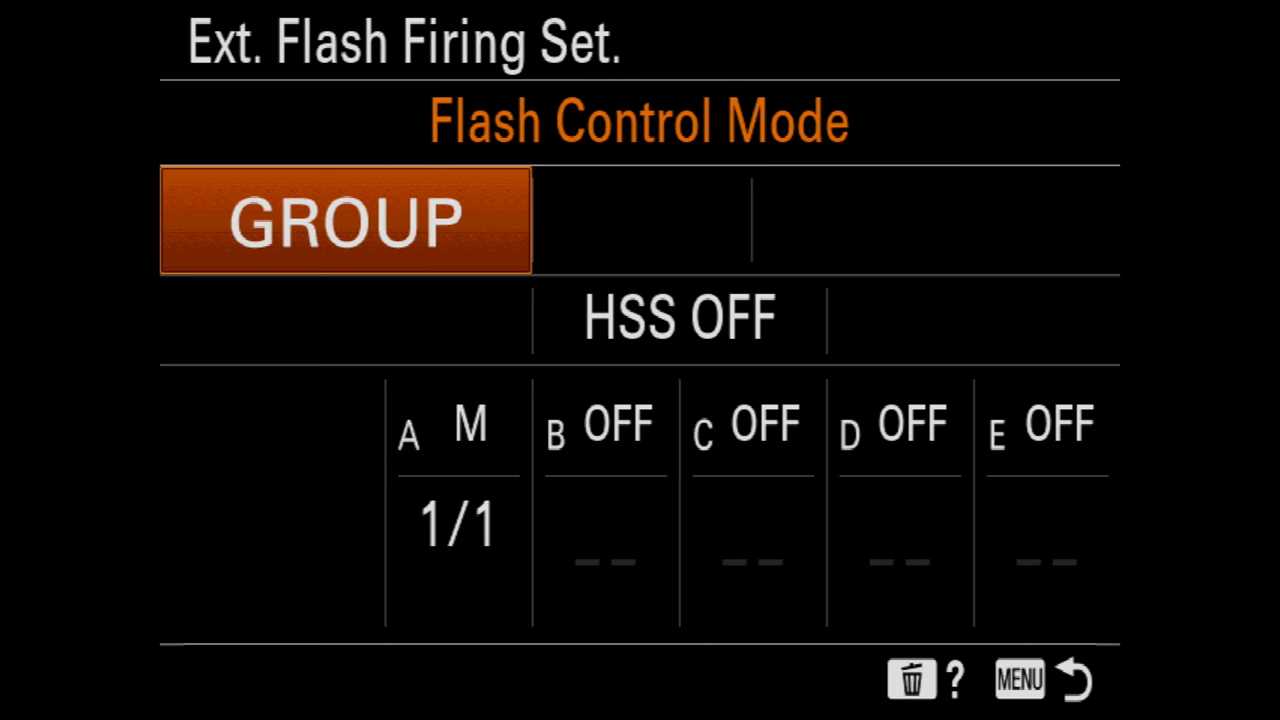 Ext. Flash Firing Set.
Flash Control Mode
GROUP
HSS OFF
A M B OFF C OFF D OFF E OFF
1/1 -- -- -- --
? MENU